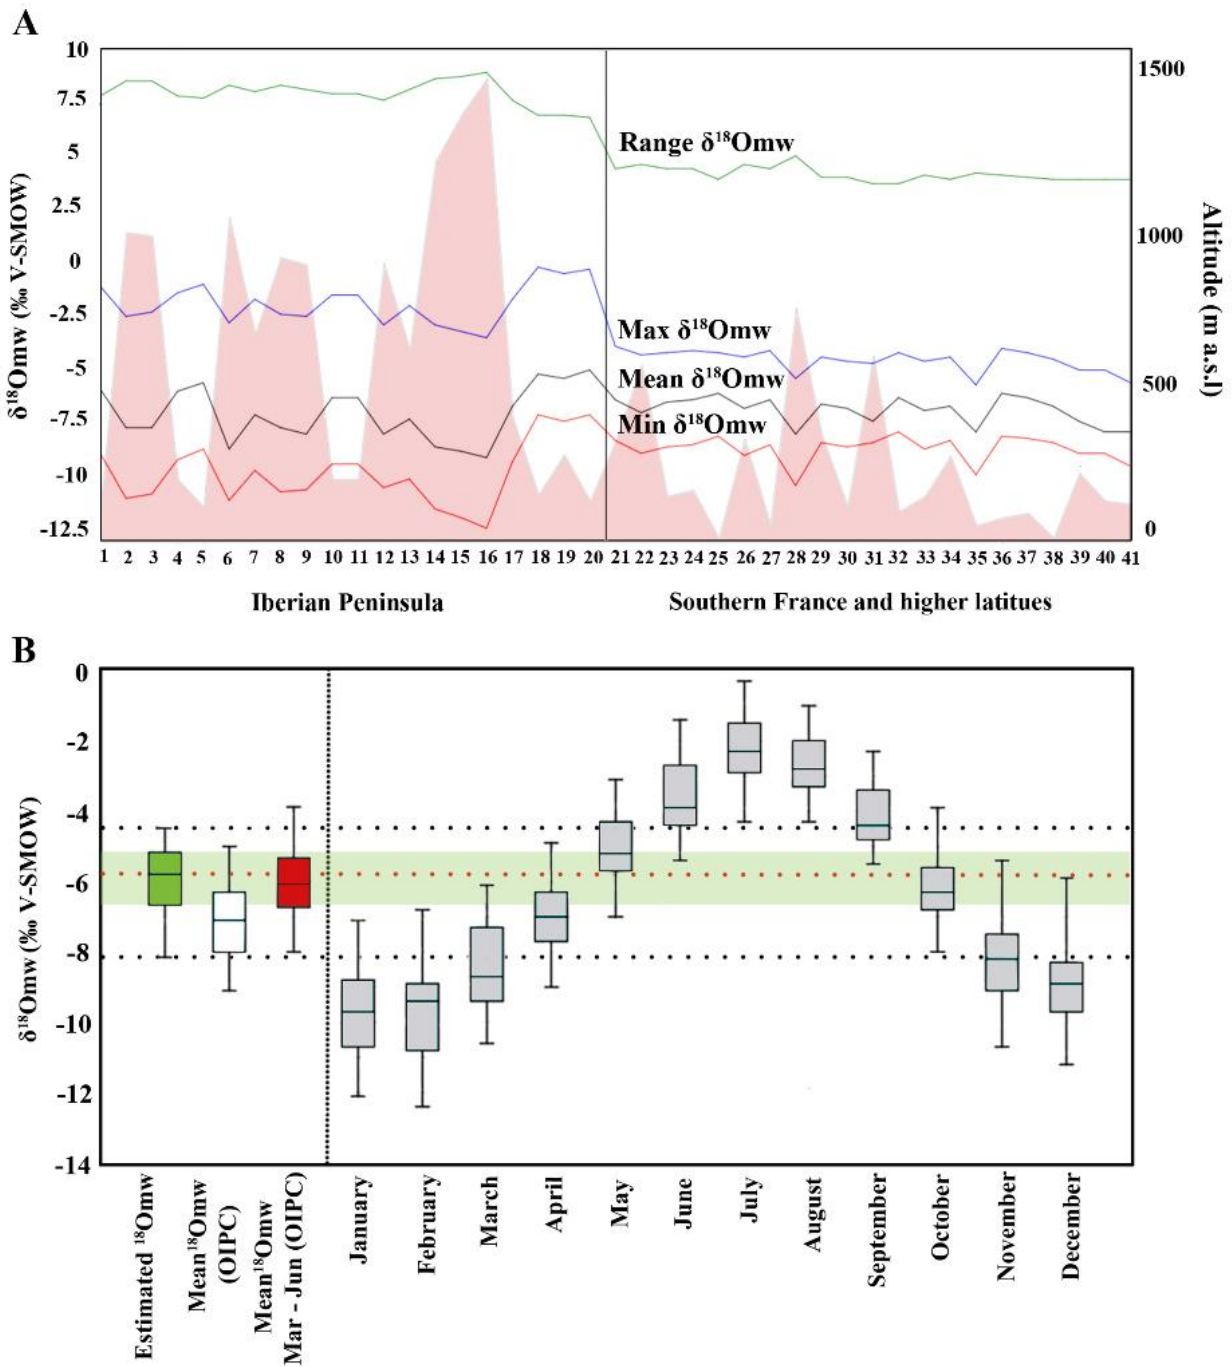 A
10
7.5
5
2.5
0
-2.5
-5
-7.5
-10
-12.5
δ¹⁸Omw (‰ V-SMOW)
Range δ¹⁸Omw
Max δ¹⁸Omw
Mean δ¹⁸Omw
Min δ¹⁸Omw
1500
1000
500
0
Altitude (m a.s.l)
1 2 3 4 5 6 7 8 9 10 11 12 13 14 15 16 17 18 19 20 21 22 23 24 25 26 27 28 29 30 31 32 33 34 35 36 37 38 39 40 41
Iberian Peninsula
Southern France and higher latitues
B
0
-2
-4
-6
-8
-10
-12
-14
δ¹⁸Omw (‰ V-SMOW)
Estimated ¹⁸Omw
Mean¹⁸Omw
(OIPC)
Mean¹⁸Omw
Mar - Jun (OIPC)
January
February
March
April
May
June
July
August
September
October
November
December